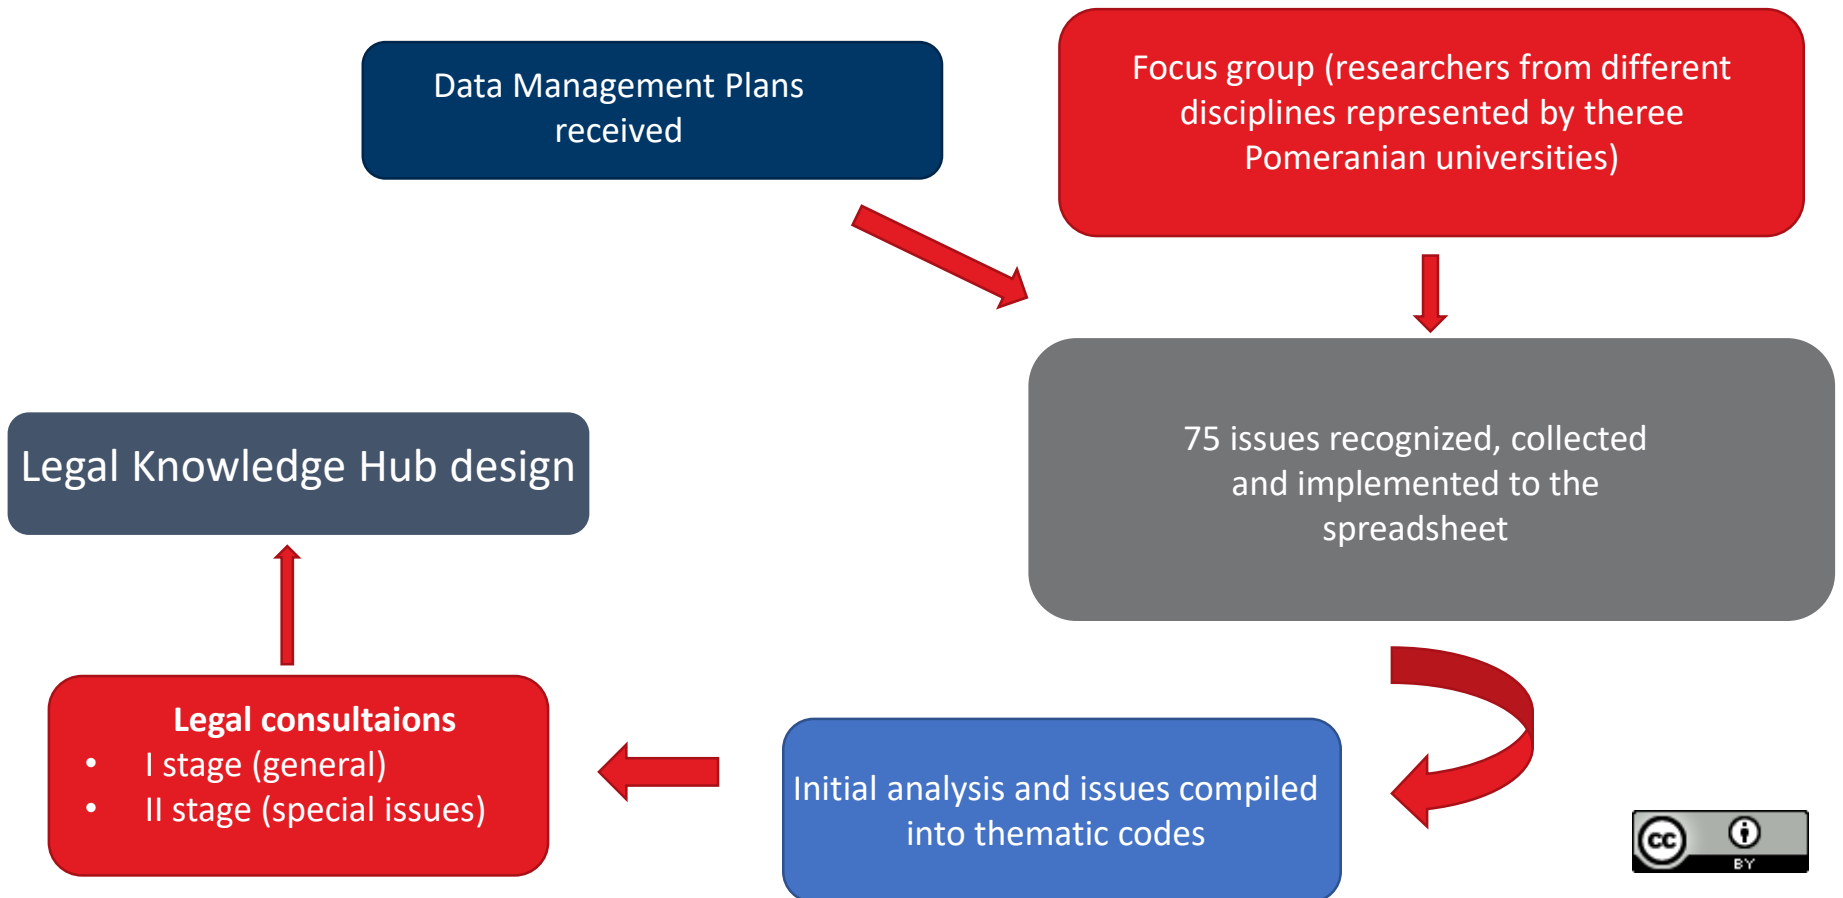 Data Management Plans
received
Focus group (researchers from different
disciplines represented by theree
Pomeranian universities)
75 issues recognized, collected
and implemented to the
spreadsheet
Initial analysis and issues compiled
into thematic codes
Legal consultaions
• I stage (general)
• II stage (special issues)
Legal Knowledge Hub design
cc
BY